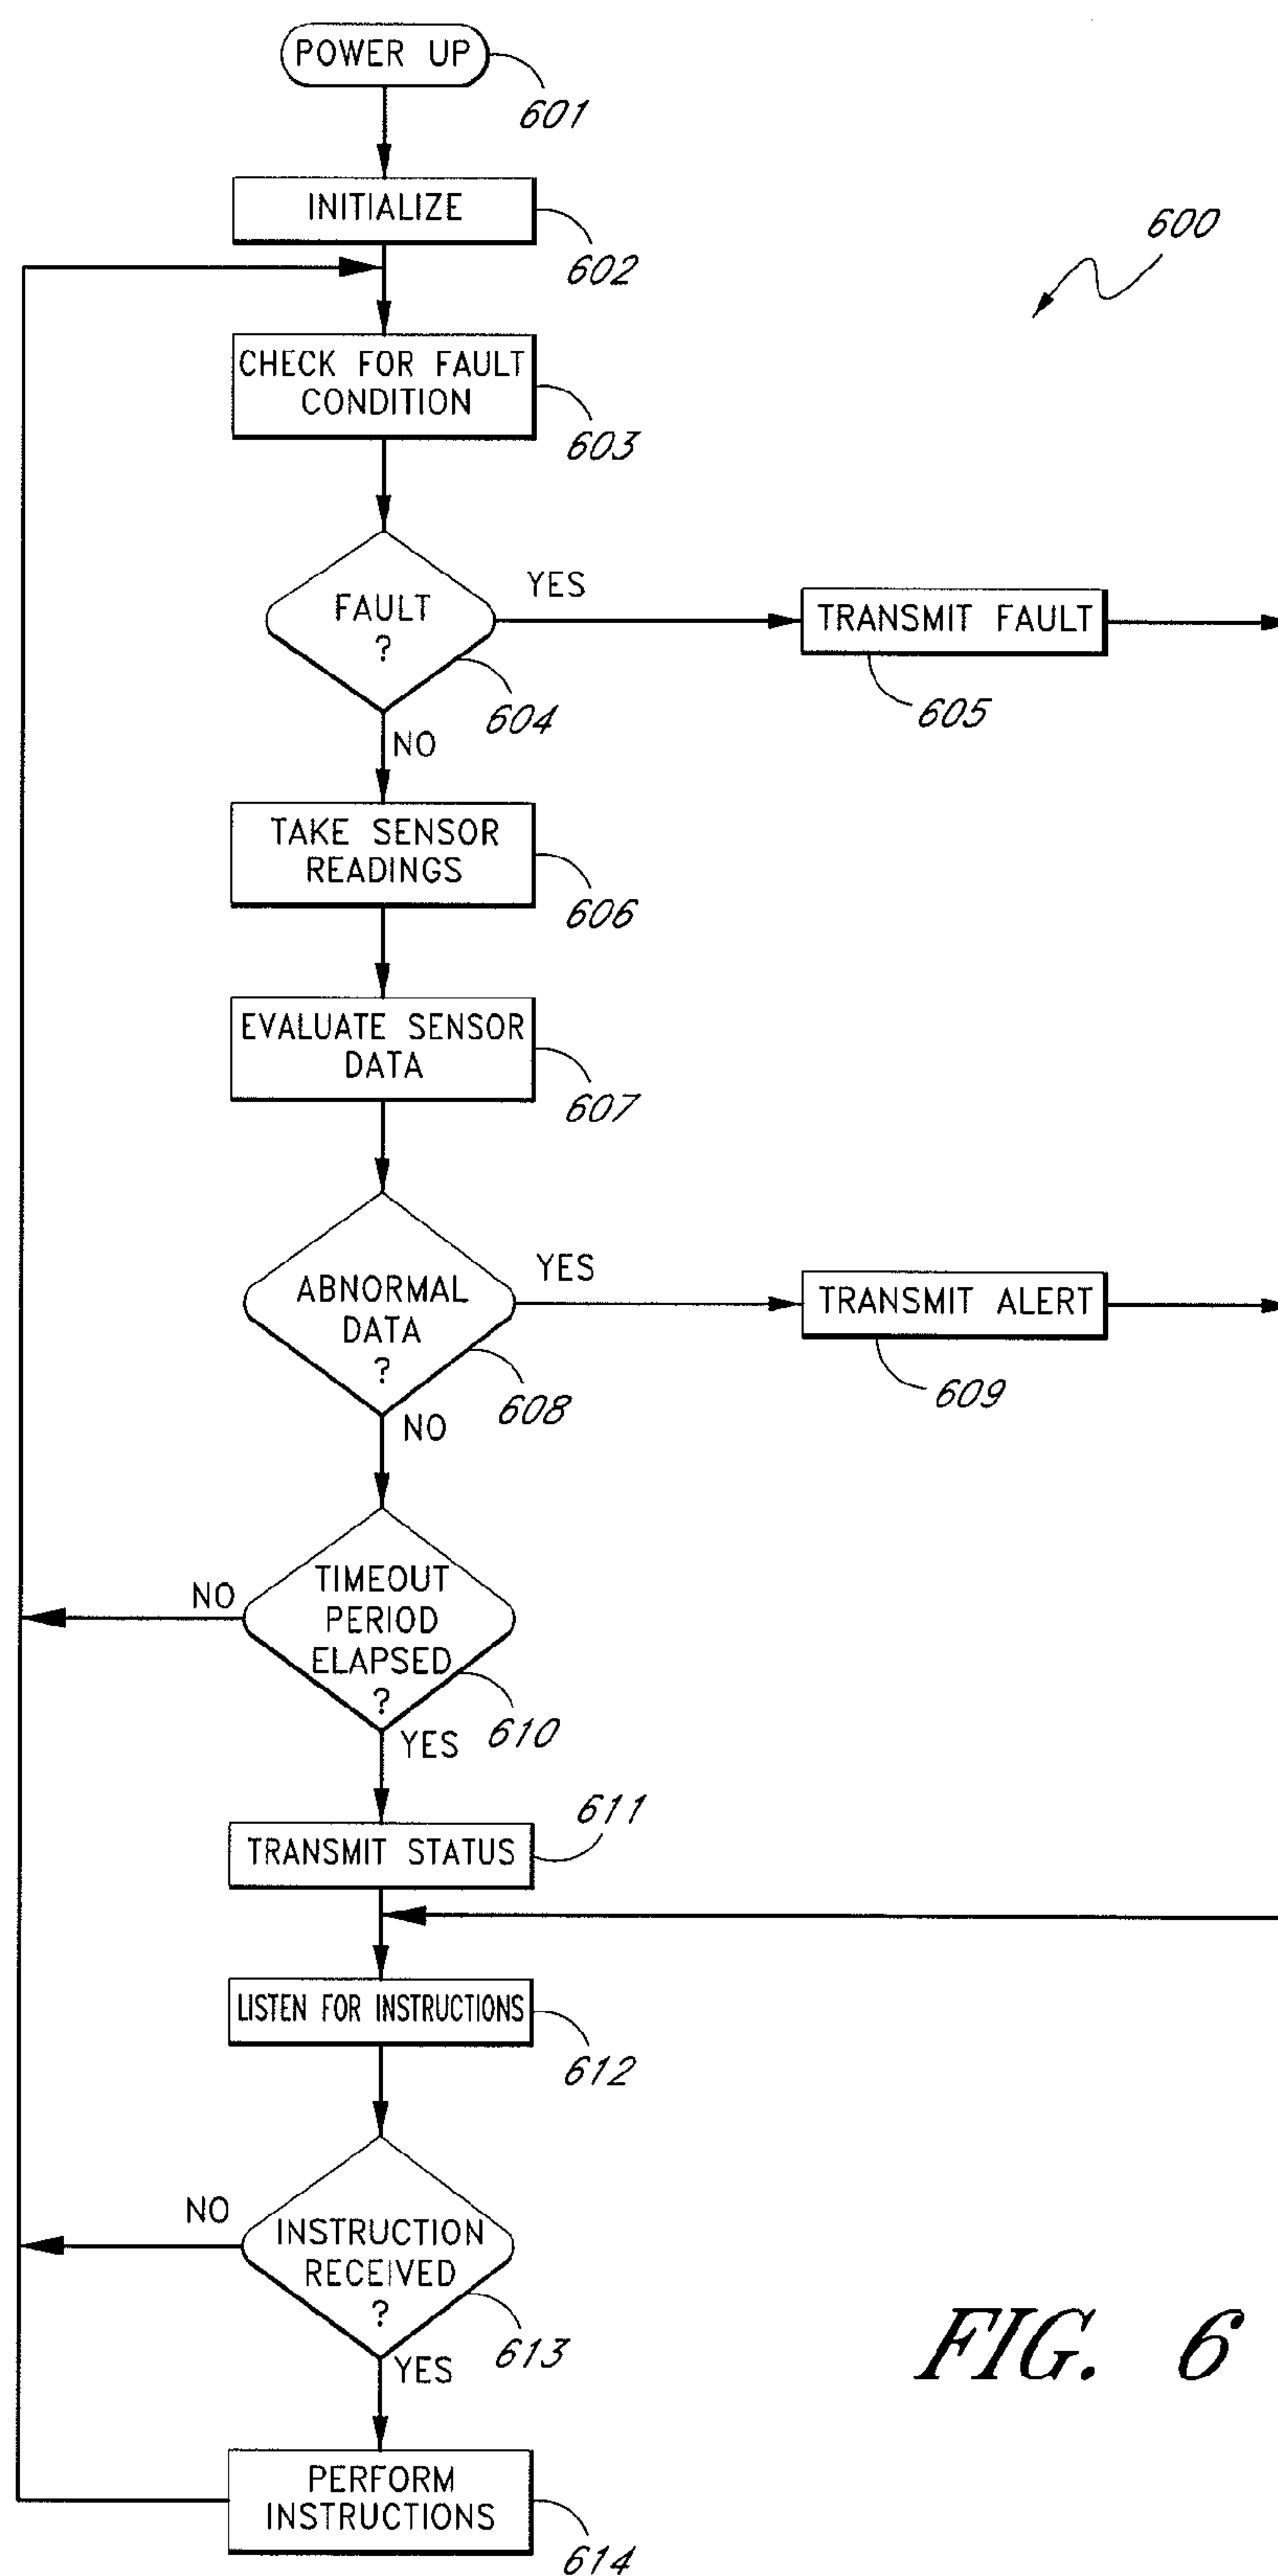 POWER UP
601
INITIALIZE
602
600
CHECK FOR FAULT
CONDITION
603
FAULT
?
604
YES
TRANSMIT FAULT
605
NO
TAKE SENSOR
READINGS
606
EVALUATE SENSOR
DATA
607
ABNORMAL
DATA
?
608
YES
TRANSMIT ALERT
609
NO
TIMEOUT
PERIOD
ELAPSED
?
610
NO
YES
TRANSMIT STATUS
611
LISTEN FOR INSTRUCTIONS
612
INSTRUCTION
RECEIVED
?
613
NO
YES
PERFORM
INSTRUCTIONS
614
FIG. 6